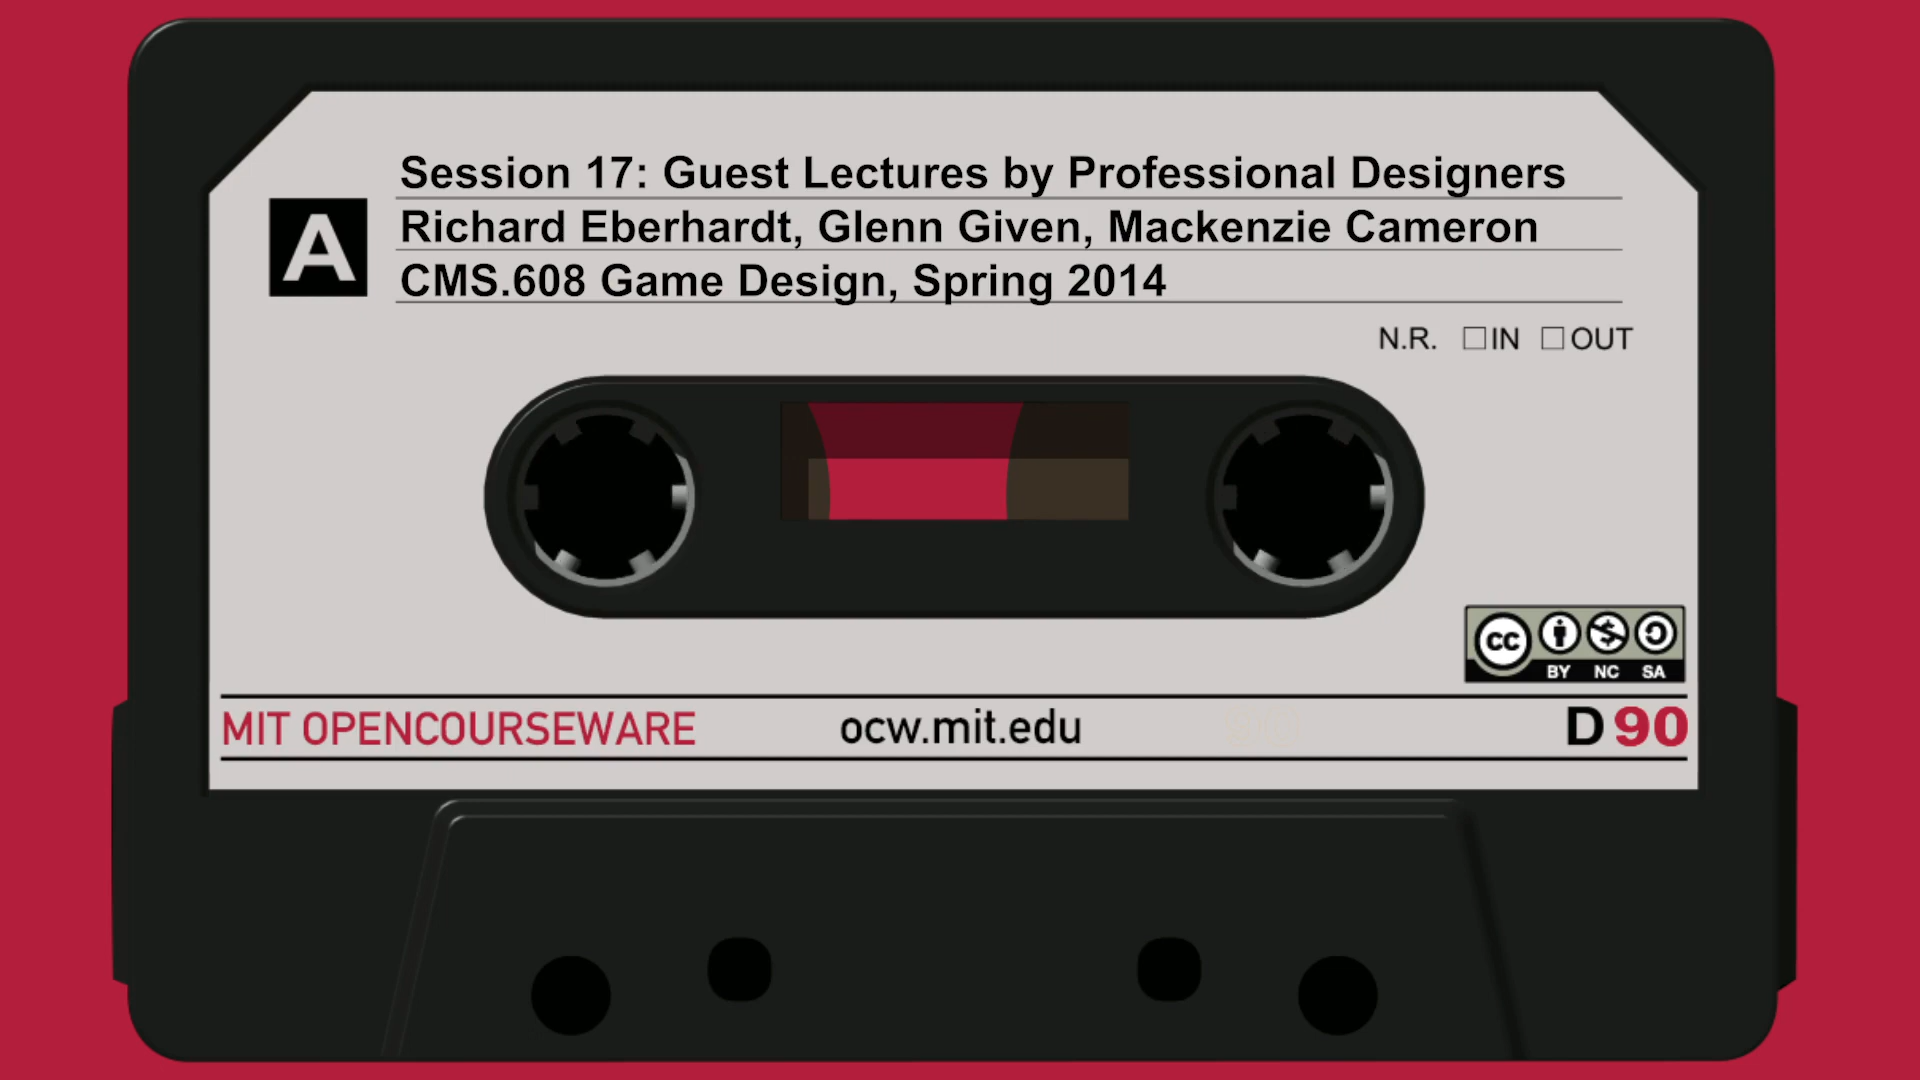 Session 17: Guest Lectures by Professional Designers
A
Richard Eberhardt, Glenn Given, Mackenzie Cameron
CMS.608 Game Design, Spring 2014
N.R. IN OUT
CC BY NC SA
MIT OPENCOURSEWARE ocw.mit.edu D 90